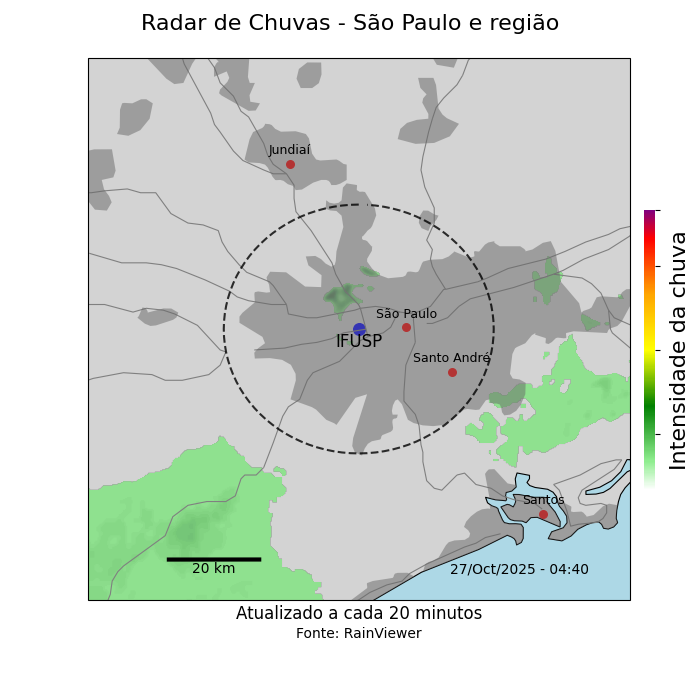 Radar de Chuvas - São Paulo e região
Jundiaí
São Paulo
IFUSP
Santo André
Intensidade da chuva
Santos
20 km
27/Oct/2025 - 04:40
Atualizado a cada 20 minutos
Fonte: RainViewer